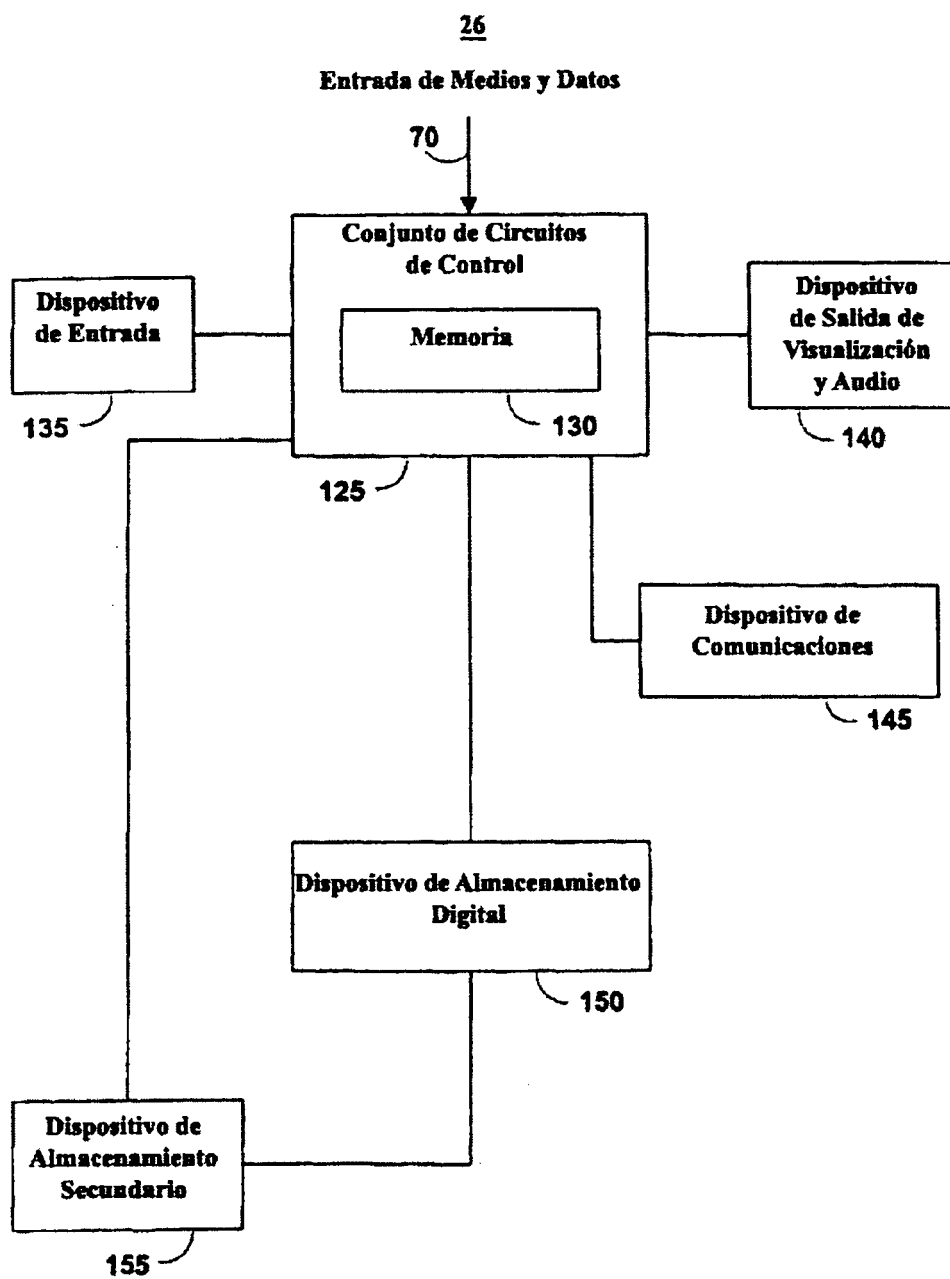 26
Entrada de Medios y Datos
70
Conjunto de Circuitos
de Control
Memoria
130
125
Dispositivo
de Entrada
135
Dispositivo
de Salida de
Visualización
y Audio
140
Dispositivo de
Comunicaciones
145
Dispositivo de Almacenamiento
Digital
150
Dispositivo de
Almacenamiento
Secundario
155